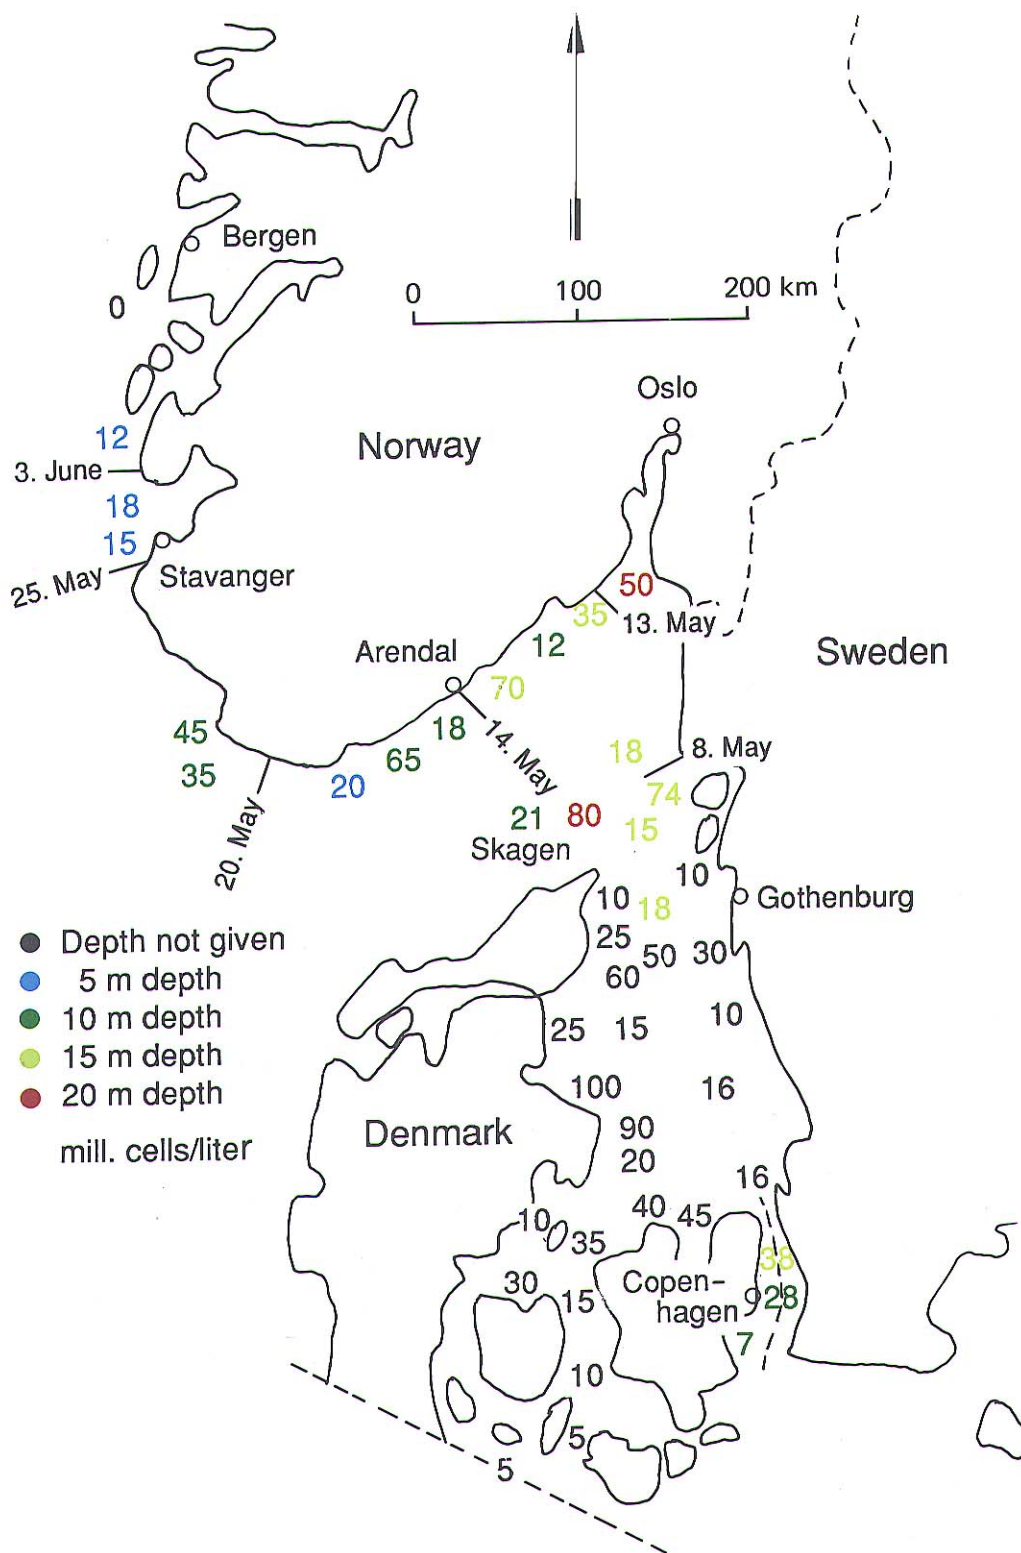 Bergen
0
0 100 200 km
Oslo
12
Norway
3. June
18
15
25. May
Stavanger
50
35
13. May
12
Arendal
Sweden
70
45
18
14. May
18
8. May
65
35
20
74
20. May
21
80
15
Skagen
10
10
18
Gothenburg
25
50
30
60
25
15
10
100
16
Denmark
90
20
16
40
45
10
35
38
30
15
Copen-
hagen
28
7
10
5
5
Depth not given
5 m depth
10 m depth
15 m depth
20 m depth
mill. cells/liter